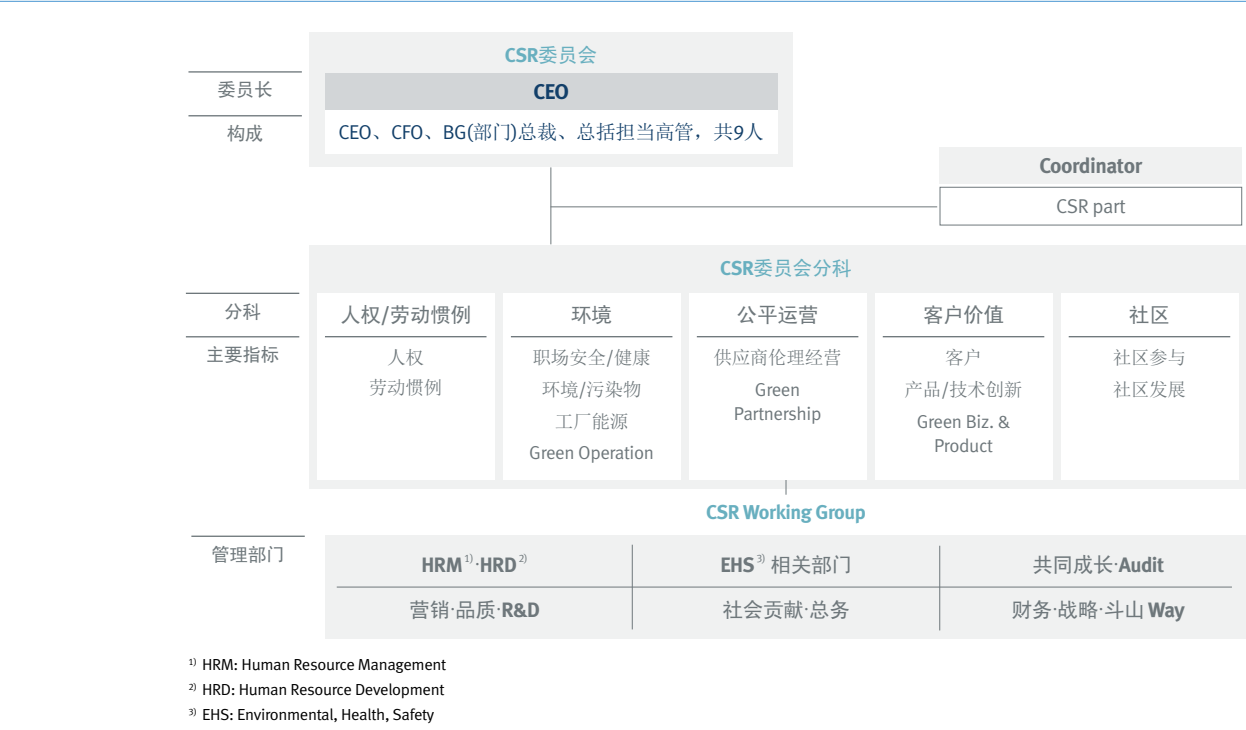 CSR委员会
委员长
CEO
构成
CEO、CFO、BG(部门)总裁、总括担当高管，共9人
Coordinator
CSR part
CSR委员会分科
分科
人权/劳动惯例
环境
公平运营
客户价值
社区
主要指标
人权
劳动惯例
职场安全/健康
环境/污染物
工厂能源
Green Operation
供应商伦理经营
Green
Partnership
客户
产品/技术创新
Green Biz. &
Product
社区参与
社区发展
CSR Working Group
管理部门
HRM1)·HRD2)
EHS3) 相关部门
共同成长·Audit
营销·品质·R&D
社会贡献·总务
财务·战略·斗山 Way
1) HRM: Human Resource Management
2) HRD: Human Resource Development
3) EHS: Environmental, Health, Safety